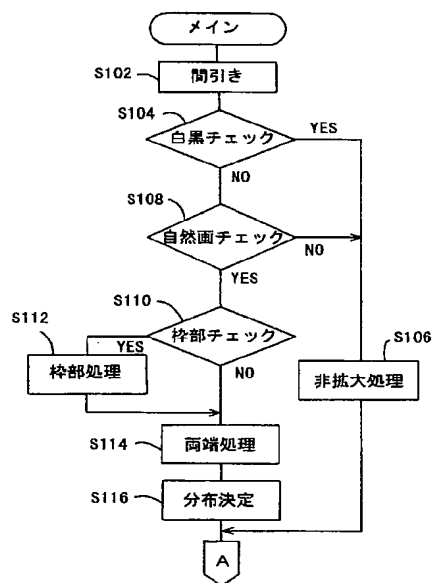 メイン
S102
間引き
S104
白黒チェック
YES
NO
S108
自然画チェック
NO
YES
S110
枠部チェック
S112
YES
枠部処理
NO
S106
非拡大処理
S114
両端処理
S116
分布決定
A